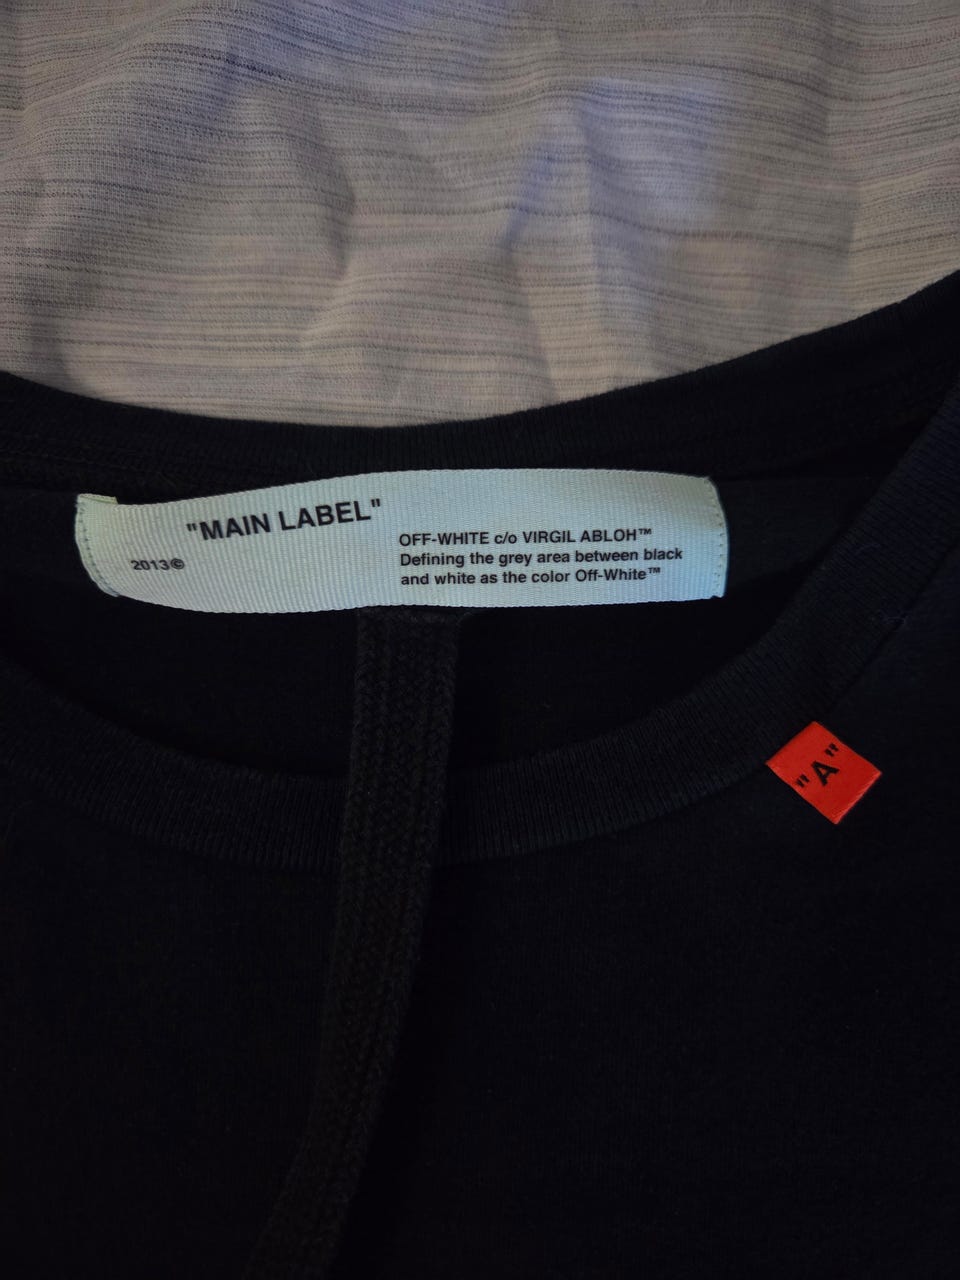 "MAIN LABEL"
2013©
OFF-WHITE c/o VIRGIL ABLOH™
Defining the grey area between black
and white as the color Off-White™
"A"